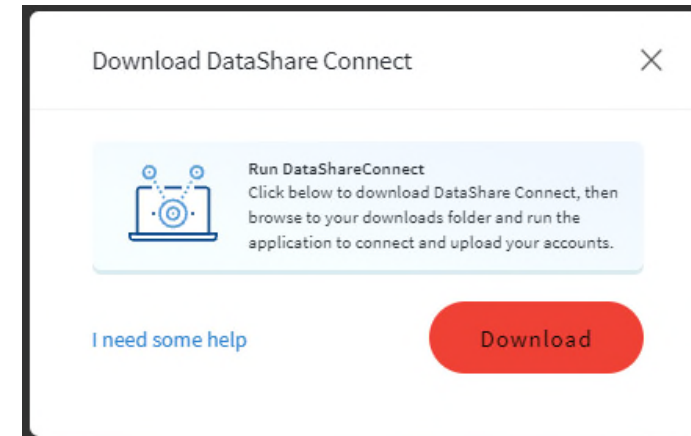 Download DataShare Connect
Run DataShareConnect
Click below to download DataShare Connect, then
browse to your downloads folder and run the
application to connect and upload your accounts.
I need some help
Download